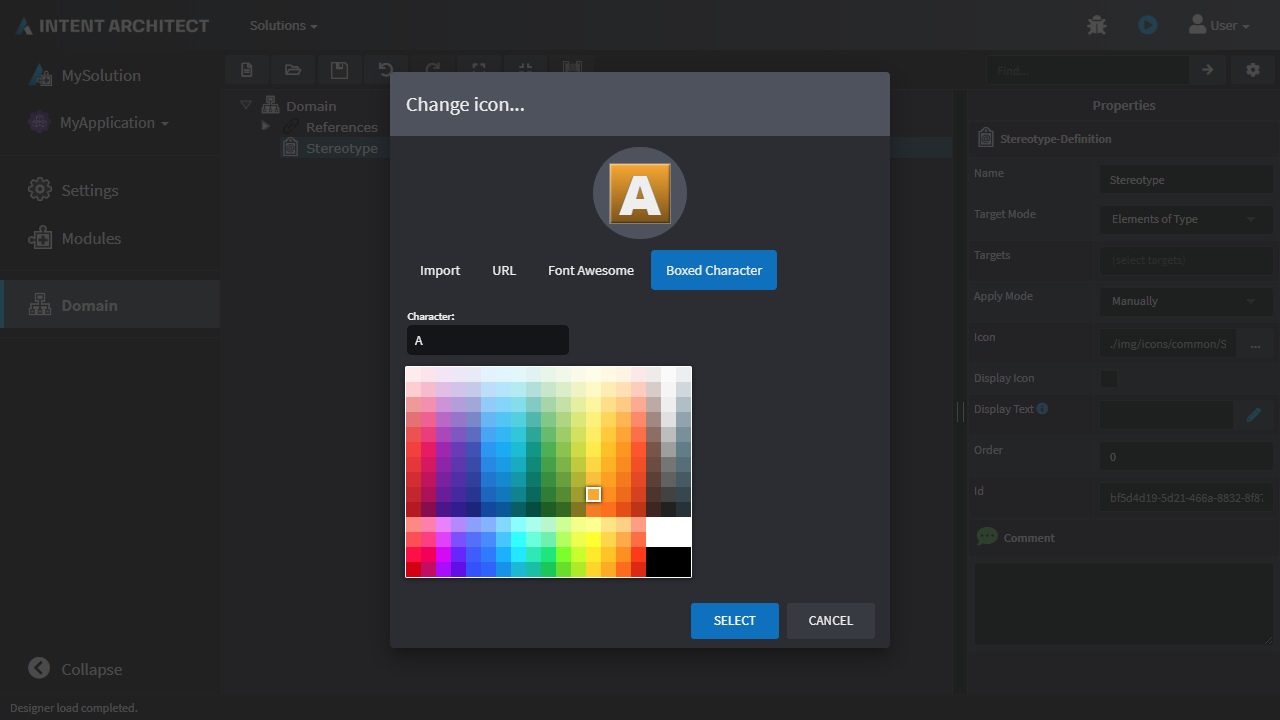 INTENT ARCHITECT
Solutions
User
MySolution
MyApplication
Settings
Modules
Domain
Collapse
Designer load completed.
Domain
References
Stereotype
Find...
Change icon...
A
Import
URL
Font Awesome
Boxed Character
Character:
A
SELECT
CANCEL
Properties
Stereotype-Definition
Name
Stereotype
Target Mode
Elements of Type
Targets
(select targets)
Apply Mode
Manually
Icon
./img/icons/common/S
...
Display Icon
Display Text
Order
0
Id
bf5d4d19-5d21-466a-8832-8f87
Comment